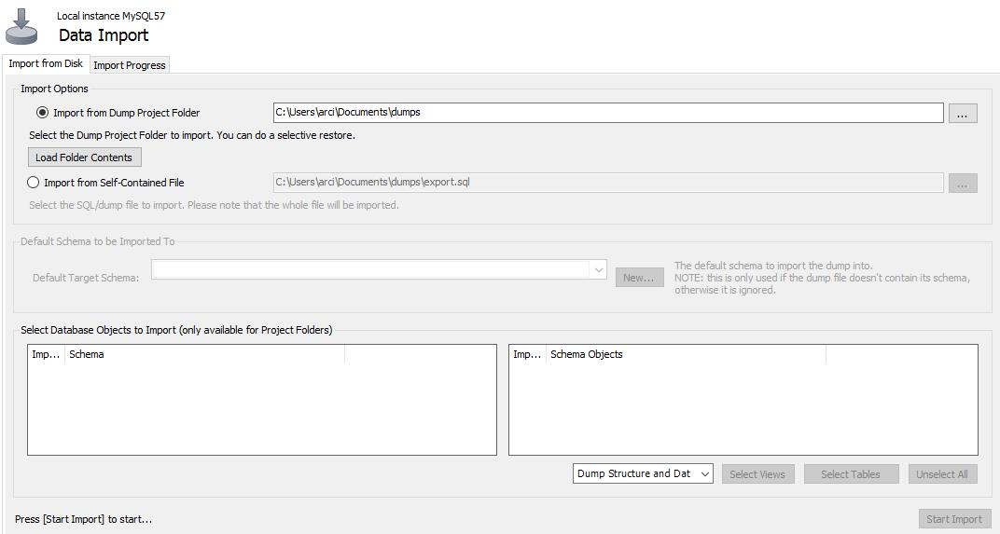 Local instance MySQL57
Data Import
Import from Disk
Import Progress
Import Options
Import from Dump Project Folder
C:\Users\arci\Documents\dumps
...
Select the Dump Project Folder to import. You can do a selective restore.
Load Folder Contents
Import from Self-Contained File
C:\Users\arci\Documents\dumps\export.sql
...
Select the SQL/dump file to import. Please note that the whole file will be imported.
Default Schema to be Imported To
Default Target Schema:
New...
The default schema to import the dump into.
NOTE: this is only used if the dump file doesn't contain its schema,
otherwise it is ignored.
Select Database Objects to Import (only available for Project Folders)
Imp... Schema
Imp... Schema Objects
Dump Structure and Dat
Select Views
Select Tables
Unselect All
Press [Start Import] to start...
Start Import